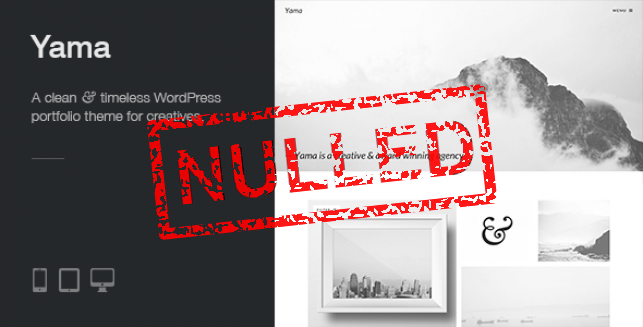 Yama
A clean & timeless WordPress
portfolio theme for creatives
Yama
MENU
NULLED
Yama is a creative & award winning agency
&